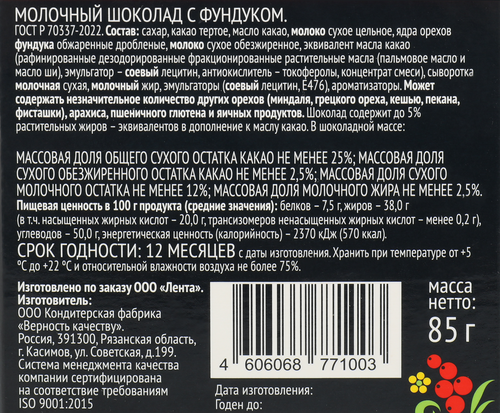 МОЛОЧНЫЙ ШОКОЛАД С ФУНДУКОМ.
ГОСТ Р 70337-2022. Состав: сахар, какао тертое, масло какао, молоко сухое цельное, ядра орехов
фундука обжаренные дробленые, молоко сухое обезжиренное, эквивалент масла какао
(рафинированные дезодорированные фракционированные растительные масла (пальмовое масло и
масло ши), эмульгатор – соевый лецитин, антиокислитель – токоферолы, концентрат смеси), сыворотка
молочная сухая, молочный жир, эмульгаторы (соевый лецитин, Е476), ароматизаторы. Может
содержать незначительное количество других орехов (миндаля, грецкого ореха, кешью, пекана,
фисташки), арахиса, пшеничного глютена и яичных продуктов. Шоколад содержит до 5%
растительных жиров – эквивалентов в дополнение к маслу какао. В шоколадной массе:
МАССОВАЯ ДОЛЯ ОБЩЕГО СУХОГО ОСТАТКА КАКАО НЕ МЕНЕЕ 25%; МАССОВАЯ ДОЛЯ
СУХОГО ОБЕЗЖИРЕННОГО ОСТАТКА КАКАО НЕ МЕНЕЕ 2,5%; МАССОВАЯ ДОЛЯ СУХОГО
МОЛОЧНОГО ОСТАТКА НЕ МЕНЕЕ 12%; МАССОВАЯ ДОЛЯ МОЛОЧНОГО ЖИРА НЕ МЕНЕЕ 2,5%.
Пищевая ценность в 100 г продукта (средние значения): белков – 7,5 г, жиров – 38,0 г
(в т.ч. насыщенных жирных кислот – 20,0 г, трансизомеров ненасыщенных жирных кислот – менее 0,2 г),
углеводов – 50,0 г, энергетическая ценность (калорийность) – 2370 кДж (570 ккал).
СРОК ГОДНОСТИ: 12 МЕСЯЦЕВ с даты изготовления. Хранить при температуре от +5
°С до +22 °С и относительной влажности воздуха не более 75%.
Изготовлено по заказу ООО «Лента».
Изготовитель:
ООО Кондитерская фабрика
«Верность качеству».
Россия, 391300, Рязанская область,
г. Касимов, ул. Советская, д.199.
Система менеджмента качества
компании сертифицирована
на соответствие требованиям
ISO 9001:2015
4 606068 771003
Дата изготовления:
Годен до:
масса
нетто:
85 г